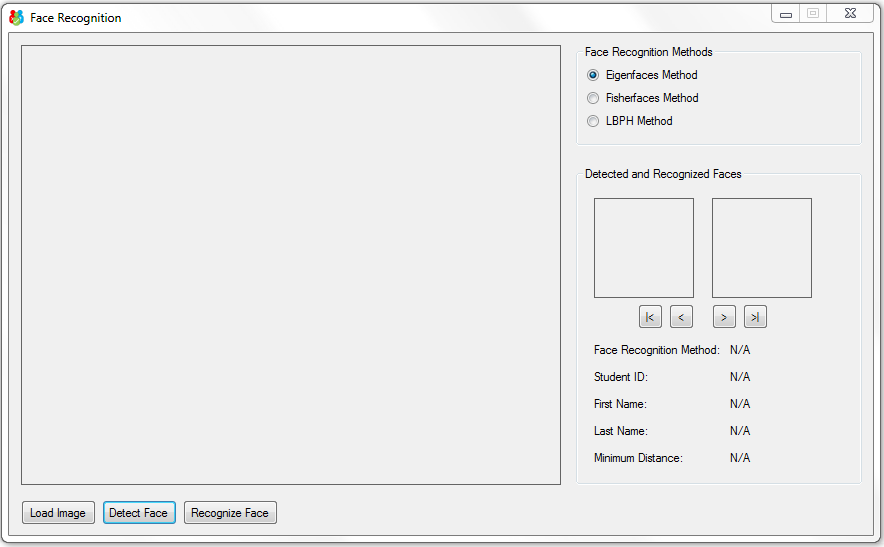 Face Recognition
Face Recognition Methods
Eigenfaces Method
Fisherfaces Method
LBPH Method
Detected and Recognized Faces
|< < > >|
Face Recognition Method: N/A
Student ID: N/A
First Name: N/A
Last Name: N/A
Minimum Distance: N/A
Load Image Detect Face Recognize Face